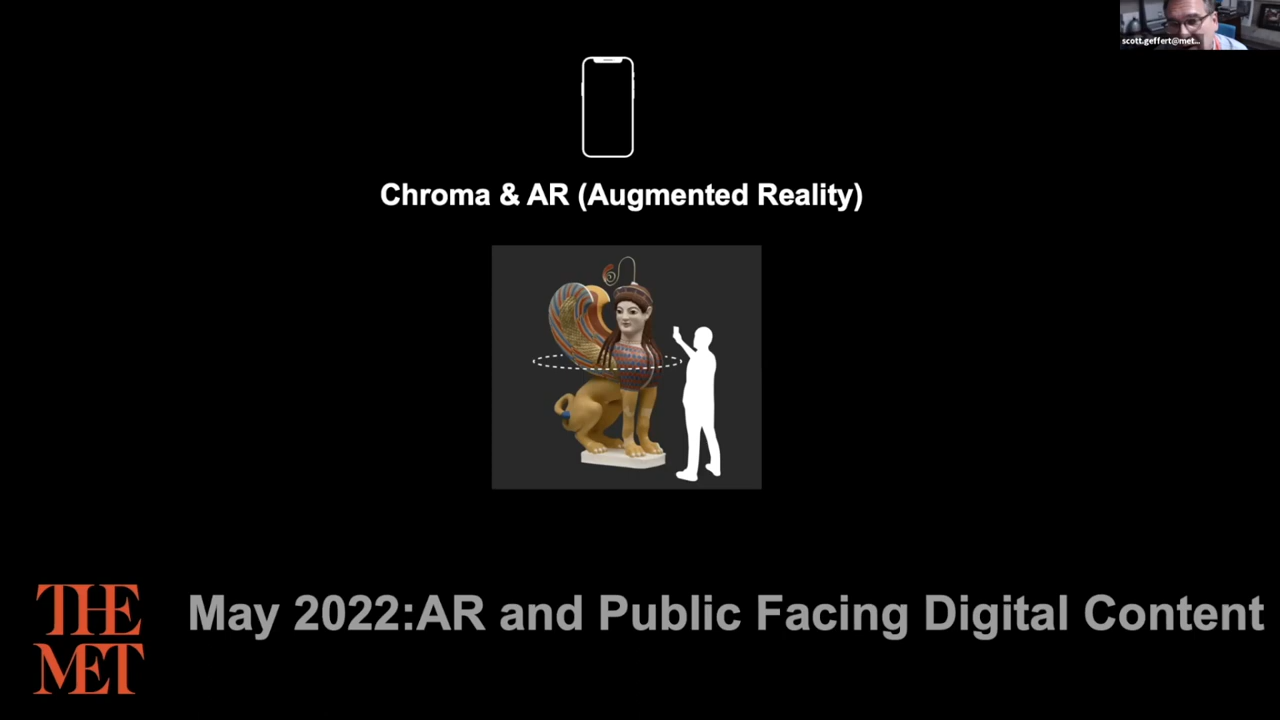 scott.geffert@met...
Chroma & AR (Augmented Reality)
THE
MET
May 2022:AR and Public Facing Digital Content